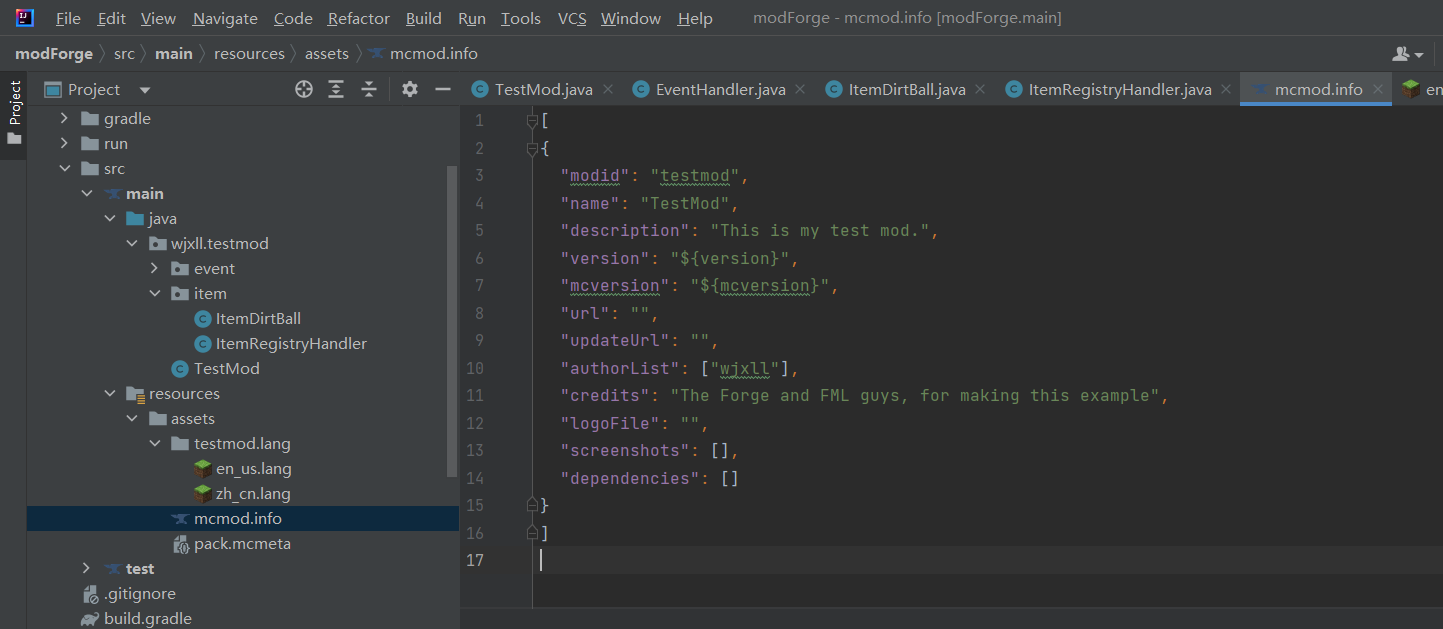 File Edit View Navigate Code Refactor Build Run Tools VCS Window Help modForge - mcmod.info [modForge.main]
modForge src main resources assets mcmod.info
Project
Project
TestMod.java EventHandler.java ItemDirtBall.java ItemRegistryHandler.java mcmod.info en
gradle
run
src
main
java
wjxll.testmod
event
item
ItemDirtBall
ItemRegistryHandler
TestMod
resources
assets
testmod.lang
en_us.lang
zh_cn.lang
mcmod.info
pack.mcmeta
test
.gitignore
build.gradle
1 [
2 {
3 "modid": "testmod",
4 "name": "TestMod",
5 "description": "This is my test mod.",
6 "version": "${version}",
7 "mcversion": "${mcversion}",
8 "url": "",
9 "updateUrl": "",
10 "authorList": ["wjxll"],
11 "credits": "The Forge and FML guys, for making this example",
12 "logoFile": "",
13 "screenshots": [],
14 "dependencies": []
15 }
16 ]
17